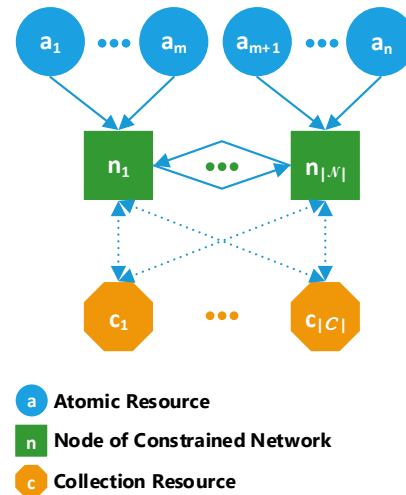 a1 ••• am am+1 ••• an
n1 ••• n|𝒩|
c1 ••• c|𝒞|
a Atomic Resource
n Node of Constrained Network
c Collection Resource